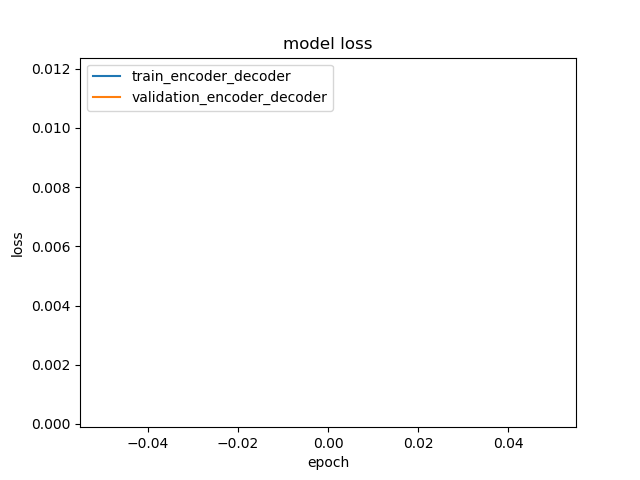 model loss
train_encoder_decoder
validation_encoder_decoder
0.012
0.010
0.008
0.006
0.004
0.002
0.000
loss
−0.04 −0.02 0.00 0.02 0.04
epoch